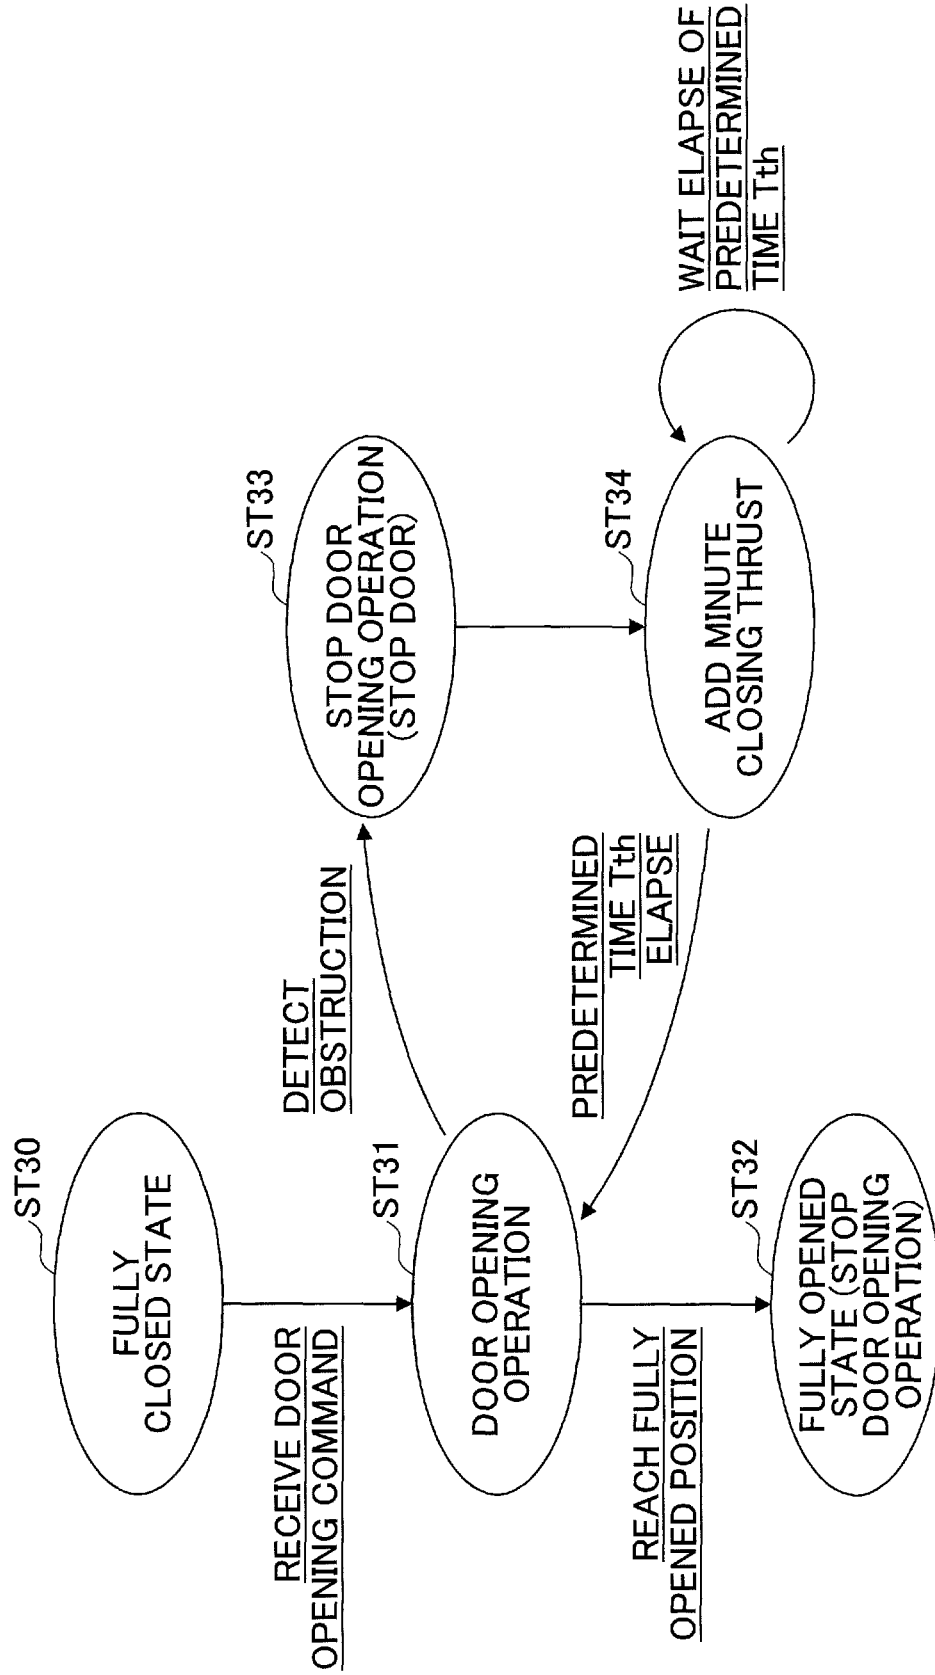 ST30
FULLY
CLOSED STATE
RECEIVE DOOR
OPENING COMMAND
ST31
DOOR OPENING
OPERATION
REACH FULLY
OPENED POSITION
ST32
FULLY OPENED
STATE (STOP
DOOR OPENING
OPERATION)
DETECT
OBSTRUCTION
PREDETERMINED
TIME Tth
ELAPSE
ST33
STOP DOOR
OPENING OPERATION
(STOP DOOR)
ST34
ADD MINUTE
CLOSING THRUST
WAIT ELAPSE OF
PREDETERMINED
TIME Tth